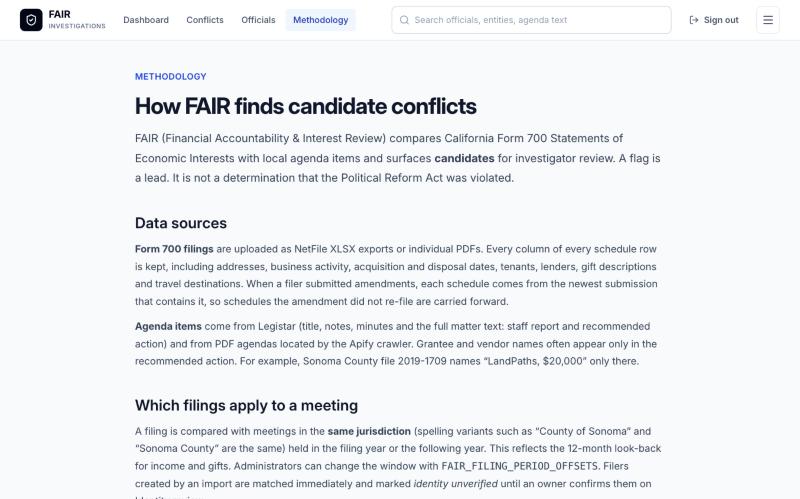 FAIR
INVESTIGATIONS
Dashboard
Conflicts
Officials
Methodology
Search officials, entities, agenda text
Sign out
METHODOLOGY
How FAIR finds candidate conflicts
FAIR (Financial Accountability & Interest Review) compares California Form 700 Statements of
Economic Interests with local agenda items and surfaces candidates for investigator review. A flag is
a lead. It is not a determination that the Political Reform Act was violated.
Data sources
Form 700 filings are uploaded as NetFile XLSX exports or individual PDFs. Every column of every schedule row
is kept, including addresses, business activity, acquisition and disposal dates, tenants, lenders, gift descriptions
and travel destinations. When a filer submitted amendments, each schedule comes from the newest submission
that contains it, so schedules the amendment did not re-file are carried forward.
Agenda items come from Legistar (title, notes, minutes and the full matter text: staff report and recommended
action) and from PDF agendas located by the Apify crawler. Grantee and vendor names often appear only in the
recommended action. For example, Sonoma County file 2019-1709 names “LandPaths, $20,000” only there.
Which filings apply to a meeting
A filing is compared with meetings in the same jurisdiction (spelling variants such as “County of Sonoma” and
“Sonoma County” are the same) held in the filing year or the following year. This reflects the 12-month look-back
for income and gifts. Administrators can change the window with FAIR_FILING_PERIOD_OFFSETS. Filers
created by an import are matched immediately and marked identity unverified until an owner confirms them on